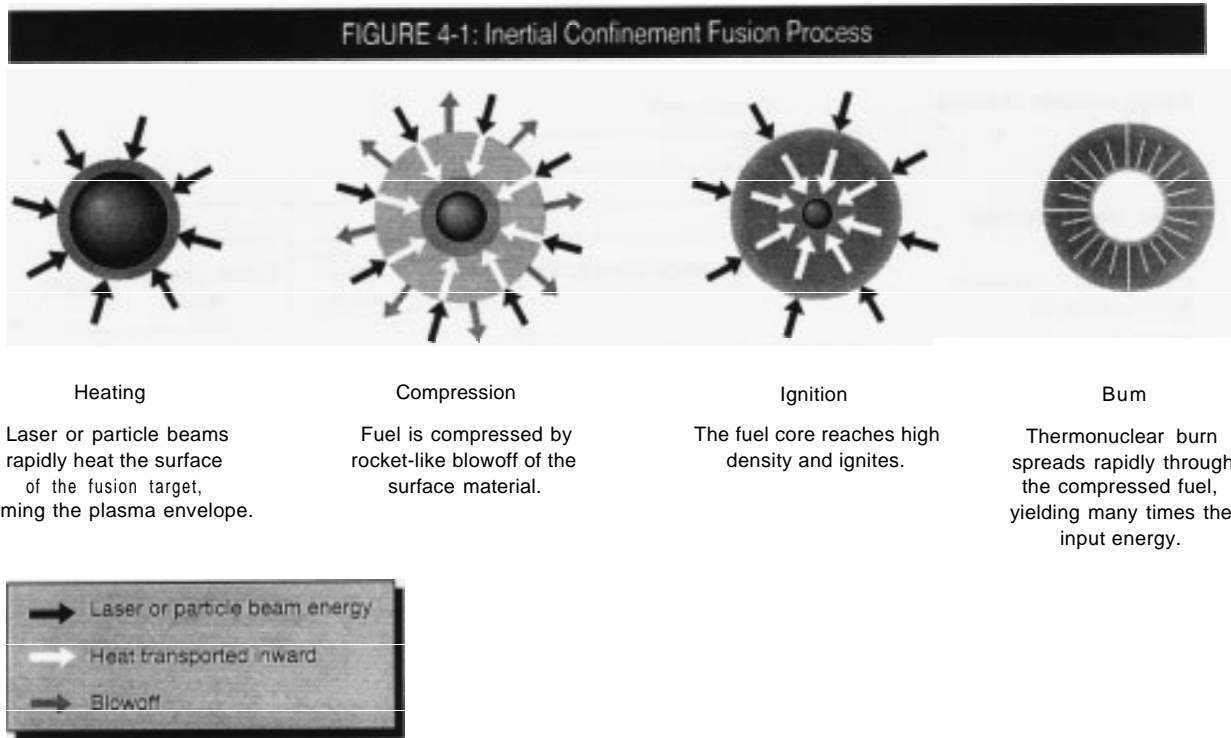 FIGURE 4-1: Inertial Confinement Fusion Process
Heating
Laser or particle beams
rapidly heat the surface
of the fusion target,
ming the plasma envelope.
Compression
Fuel is compressed by
rocket-like blowoff of the
surface material.
Ignition
The fuel core reaches high
density and ignites.
Bum
Thermonuclear burn
spreads rapidly through
the compressed fuel,
yielding many times the
input energy.
Laser or particle beam energy
Heat transported inward
Blowoff